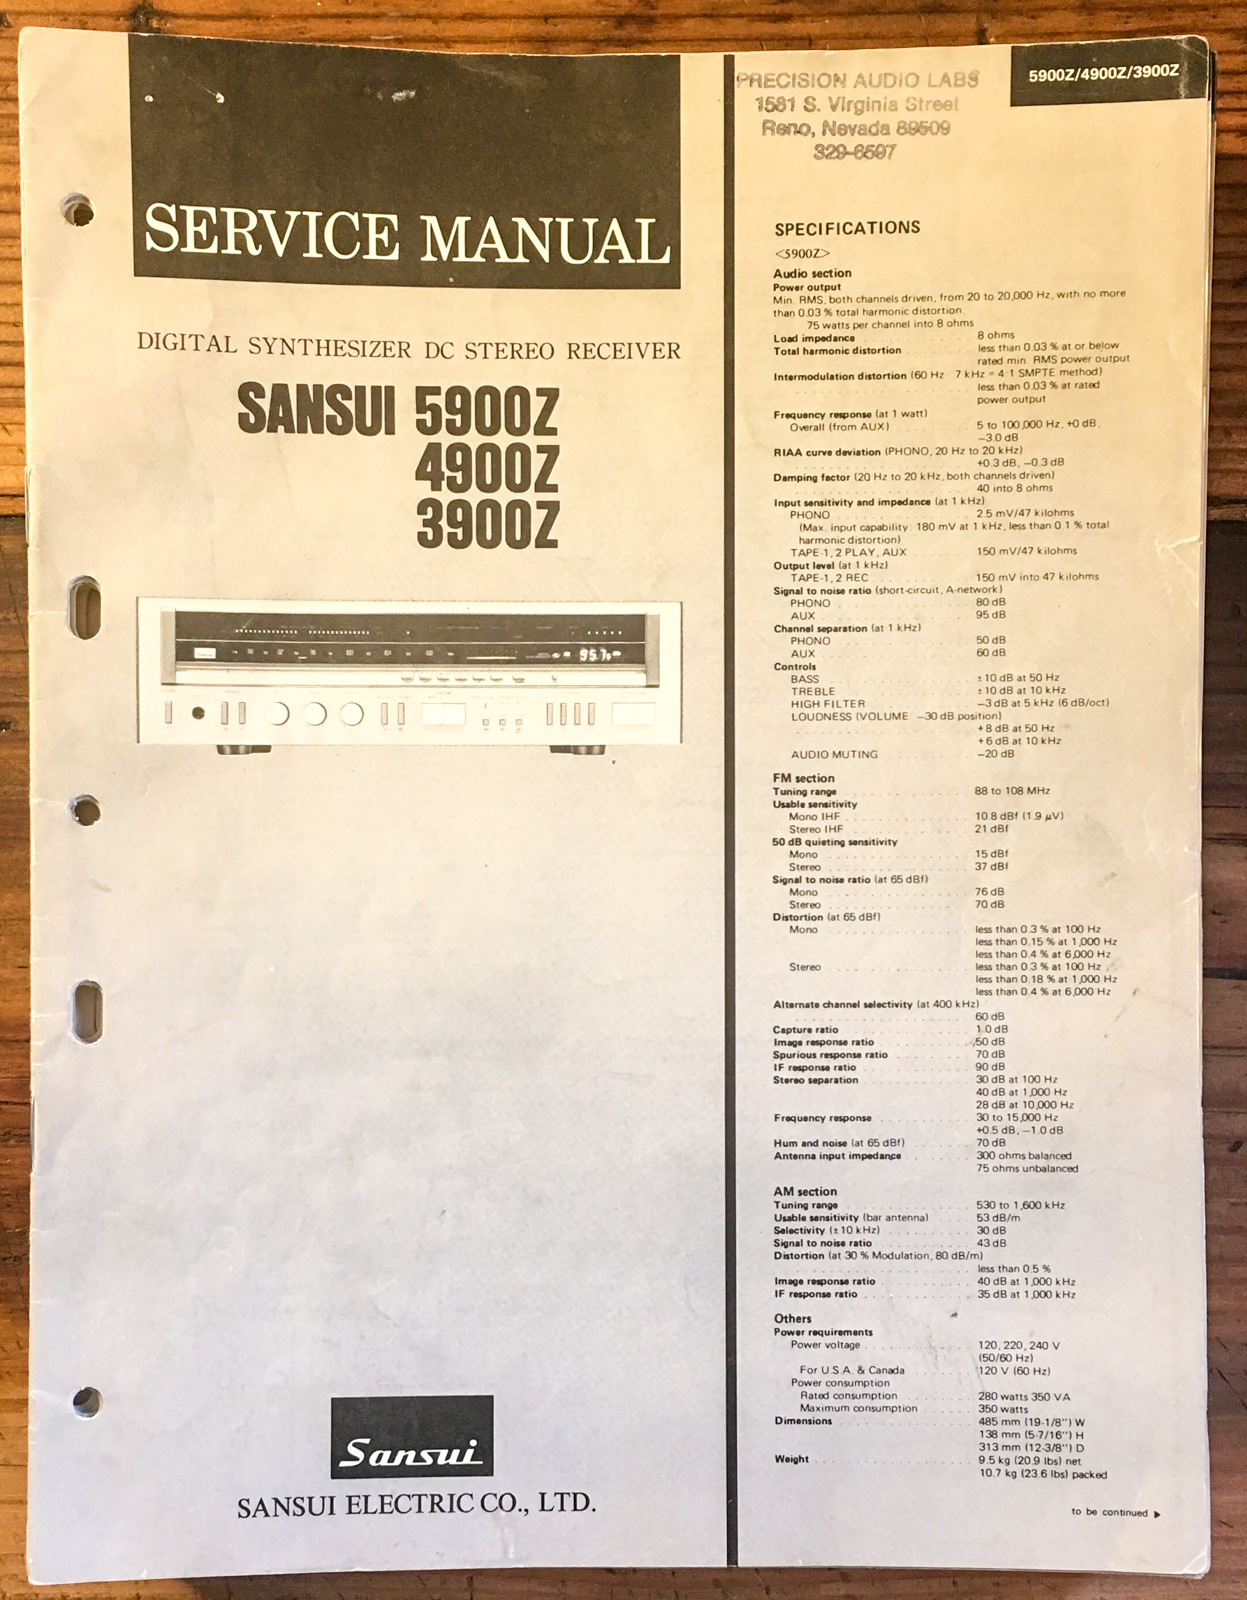 SERVICE MANUAL
DIGITAL SYNTHESIZER DC STEREO RECEIVER
SANSUI 5900Z
4900Z
3900Z
95.7
Sansui
SANSUI ELECTRIC CO., LTD.
PRECISION AUDIO LABS
1581 S. Virginia Street
Reno, Nevada 89509
329-6597
5900Z/4900Z/3900Z
SPECIFICATIONS
<5900Z>
Audio section
Power output
Min. RMS, both channels driven, from 20 to 20,000 Hz, with no more
than 0.03 % total harmonic distortion.
75 watts per channel into 8 ohms
Load impedance 8 ohms
Total harmonic distortion less than 0.03 % at or below
rated min. RMS power output
Intermodulation distortion (60 Hz : 7 kHz = 4:1 SMPTE method)
less than 0.03 % at rated
power output
Frequency response (at 1 watt)
Overall (from AUX) 5 to 100,000 Hz, +0 dB,
−3.0 dB
RIAA curve deviation (PHONO, 20 Hz to 20 kHz)
+0.3 dB, −0.3 dB
Damping factor (20 Hz to 20 kHz, both channels driven)
40 into 8 ohms
Input sensitivity and impedance (at 1 kHz)
PHONO 2.5 mV/47 kilohms
(Max. input capability: 180 mV at 1 kHz, less than 0.1 % total
harmonic distortion)
TAPE-1, 2 PLAY, AUX 150 mV/47 kilohms
Output level (at 1 kHz)
TAPE-1, 2 REC 150 mV into 47 kilohms
Signal to noise ratio (short-circuit, A-network)
PHONO 80 dB
AUX 95 dB
Channel separation (at 1 kHz)
PHONO 50 dB
AUX 60 dB
Controls
BASS ±10 dB at 50 Hz
TREBLE ±10 dB at 10 kHz
HIGH FILTER −3 dB at 5 kHz (6 dB/oct)
LOUDNESS (VOLUME −30 dB position)
+8 dB at 50 Hz
+6 dB at 10 kHz
AUDIO MUTING −20 dB
FM section
Tuning range 88 to 108 MHz
Usable sensitivity
Mono IHF 10.8 dBf (1.9 μV)
Stereo IHF 21 dBf
50 dB quieting sensitivity
Mono 15 dBf
Stereo 37 dBf
Signal to noise ratio (at 65 dBf)
Mono 76 dB
Stereo 70 dB
Distortion (at 65 dBf)
Mono less than 0.3 % at 100 Hz
less than 0.15 % at 1,000 Hz
less than 0.4 % at 6,000 Hz
Stereo less than 0.3 % at 100 Hz
less than 0.18 % at 1,000 Hz
less than 0.4 % at 6,000 Hz
Alternate channel selectivity (at 400 kHz)
60 dB
Capture ratio 1.0 dB
Image response ratio 50 dB
Spurious response ratio 70 dB
IF response ratio 90 dB
Stereo separation 30 dB at 100 Hz
40 dB at 1,000 Hz
28 dB at 10,000 Hz
Frequency response 30 to 15,000 Hz
+0.5 dB, −1.0 dB
Hum and noise (at 65 dBf) 70 dB
Antenna input impedance 300 ohms balanced
75 ohms unbalanced
AM section
Tuning range 530 to 1,600 kHz
Usable sensitivity (bar antenna) 53 dB/m
Selectivity (±10 kHz) 30 dB
Signal to noise ratio 43 dB
Distortion (at 30 % Modulation, 80 dB/m)
less than 0.5 %
Image response ratio 40 dB at 1,000 kHz
IF response ratio 35 dB at 1,000 kHz
Others
Power requirements
Power voltage 120, 220, 240 V
(50/60 Hz)
For U.S.A. & Canada 120 V (60 Hz)
Power consumption
Rated consumption 280 watts 350 VA
Maximum consumption 350 watts
Dimensions 485 mm (19-1/8") W
138 mm (5-7/16") H
313 mm (12-3/8") D
Weight 9.5 kg (20.9 lbs) net
10.7 kg (23.6 lbs) packed
to be continued ▶